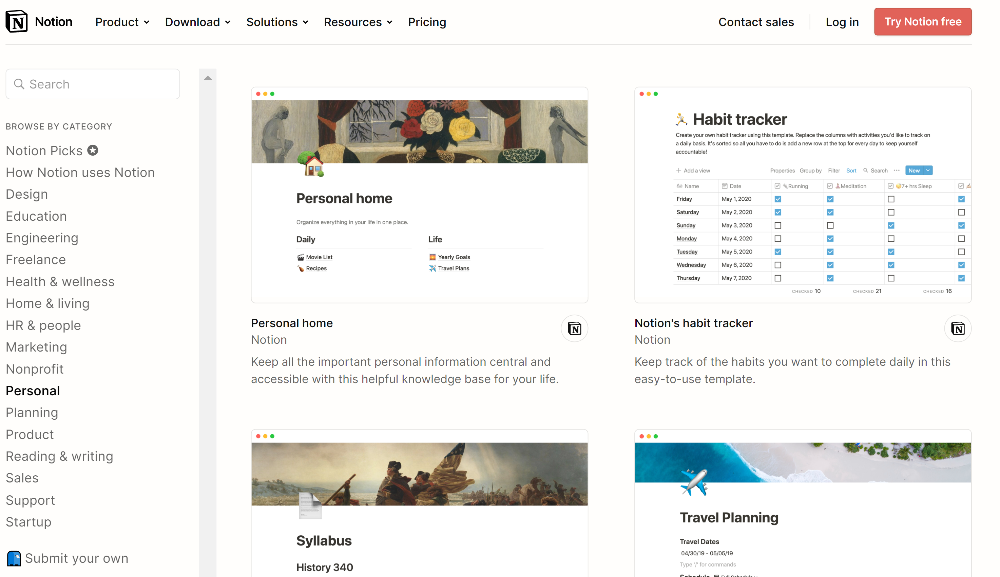 Notion
Product
Download
Solutions
Resources
Pricing
Contact sales
Log in
Try Notion free
Search
BROWSE BY CATEGORY
Notion Picks
How Notion uses Notion
Design
Education
Engineering
Freelance
Health & wellness
Home & living
HR & people
Marketing
Nonprofit
Personal
Planning
Product
Reading & writing
Sales
Support
Startup
Submit your own
Personal home
Organize everything in your life in one place.
Daily Life
Movie List Yearly Goals
Recipes Travel Plans
Personal home
Notion
Keep all the important personal information central and
accessible with this helpful knowledge base for your life.
Habit tracker
Create your own habit tracker using this template. Replace the columns with activities you'd like to track on
a daily basis. It's sorted so all you have to do is add a new row at the top for every day to keep yourself
accountable!
Add a view Properties Group by Filter Sort Search ··· New
Aa Name Date Running Meditation 7+ hrs Sleep
Friday May 1, 2020
Saturday May 2, 2020
Sunday May 3, 2020
Monday May 4, 2020
Tuesday May 5, 2020
Wednesday May 6, 2020
Thursday May 7, 2020
CHECKED 10 CHECKED 21 CHECKED 16
Notion's habit tracker
Notion
Keep track of the habits you want to complete daily in this
easy-to-use template.
Syllabus
History 340
Travel Planning
Travel Dates
04/30/19 - 05/05/19
Type '/' for commands
Schedule Full Schedule